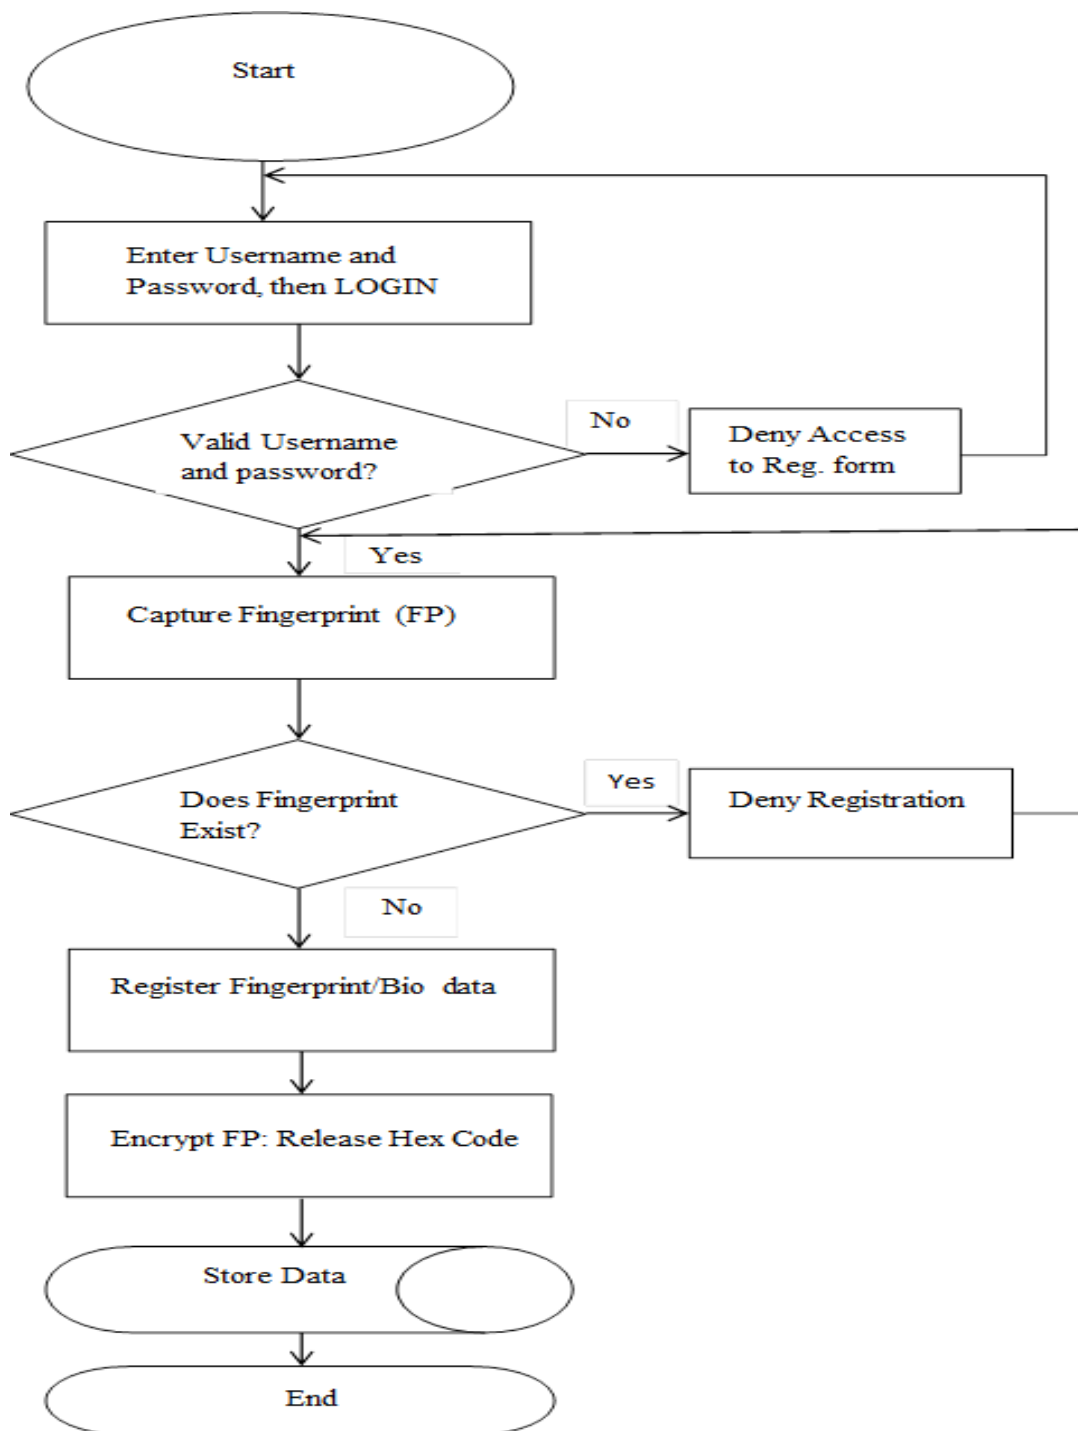 Start
Enter Username and
Password, then LOGIN
Valid Username
and password?
No
Deny Access
to Reg. form
Yes
Capture Fingerprint (FP)
Does Fingerprint
Exist?
Yes
Deny Registration
No
Register Fingerprint/Bio data
Encrypt FP: Release Hex Code
Store Data
End